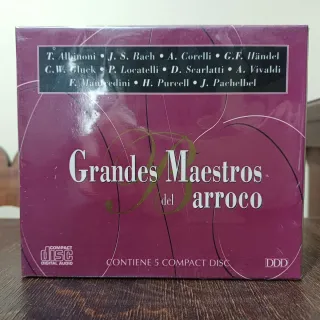 T. Albinoni • J. S. Bach • A. Corelli • G.F. Händel
C.W. Gluck • P. Locatelli • D. Scarlatti • A. Vivaldi
F. Manfredini • H. Purcell • J. Pachelbel
Grandes Maestros
del Barroco
COMPACT
disc
DIGITAL AUDIO
CONTIENE 5 COMPACT DISC
DDD